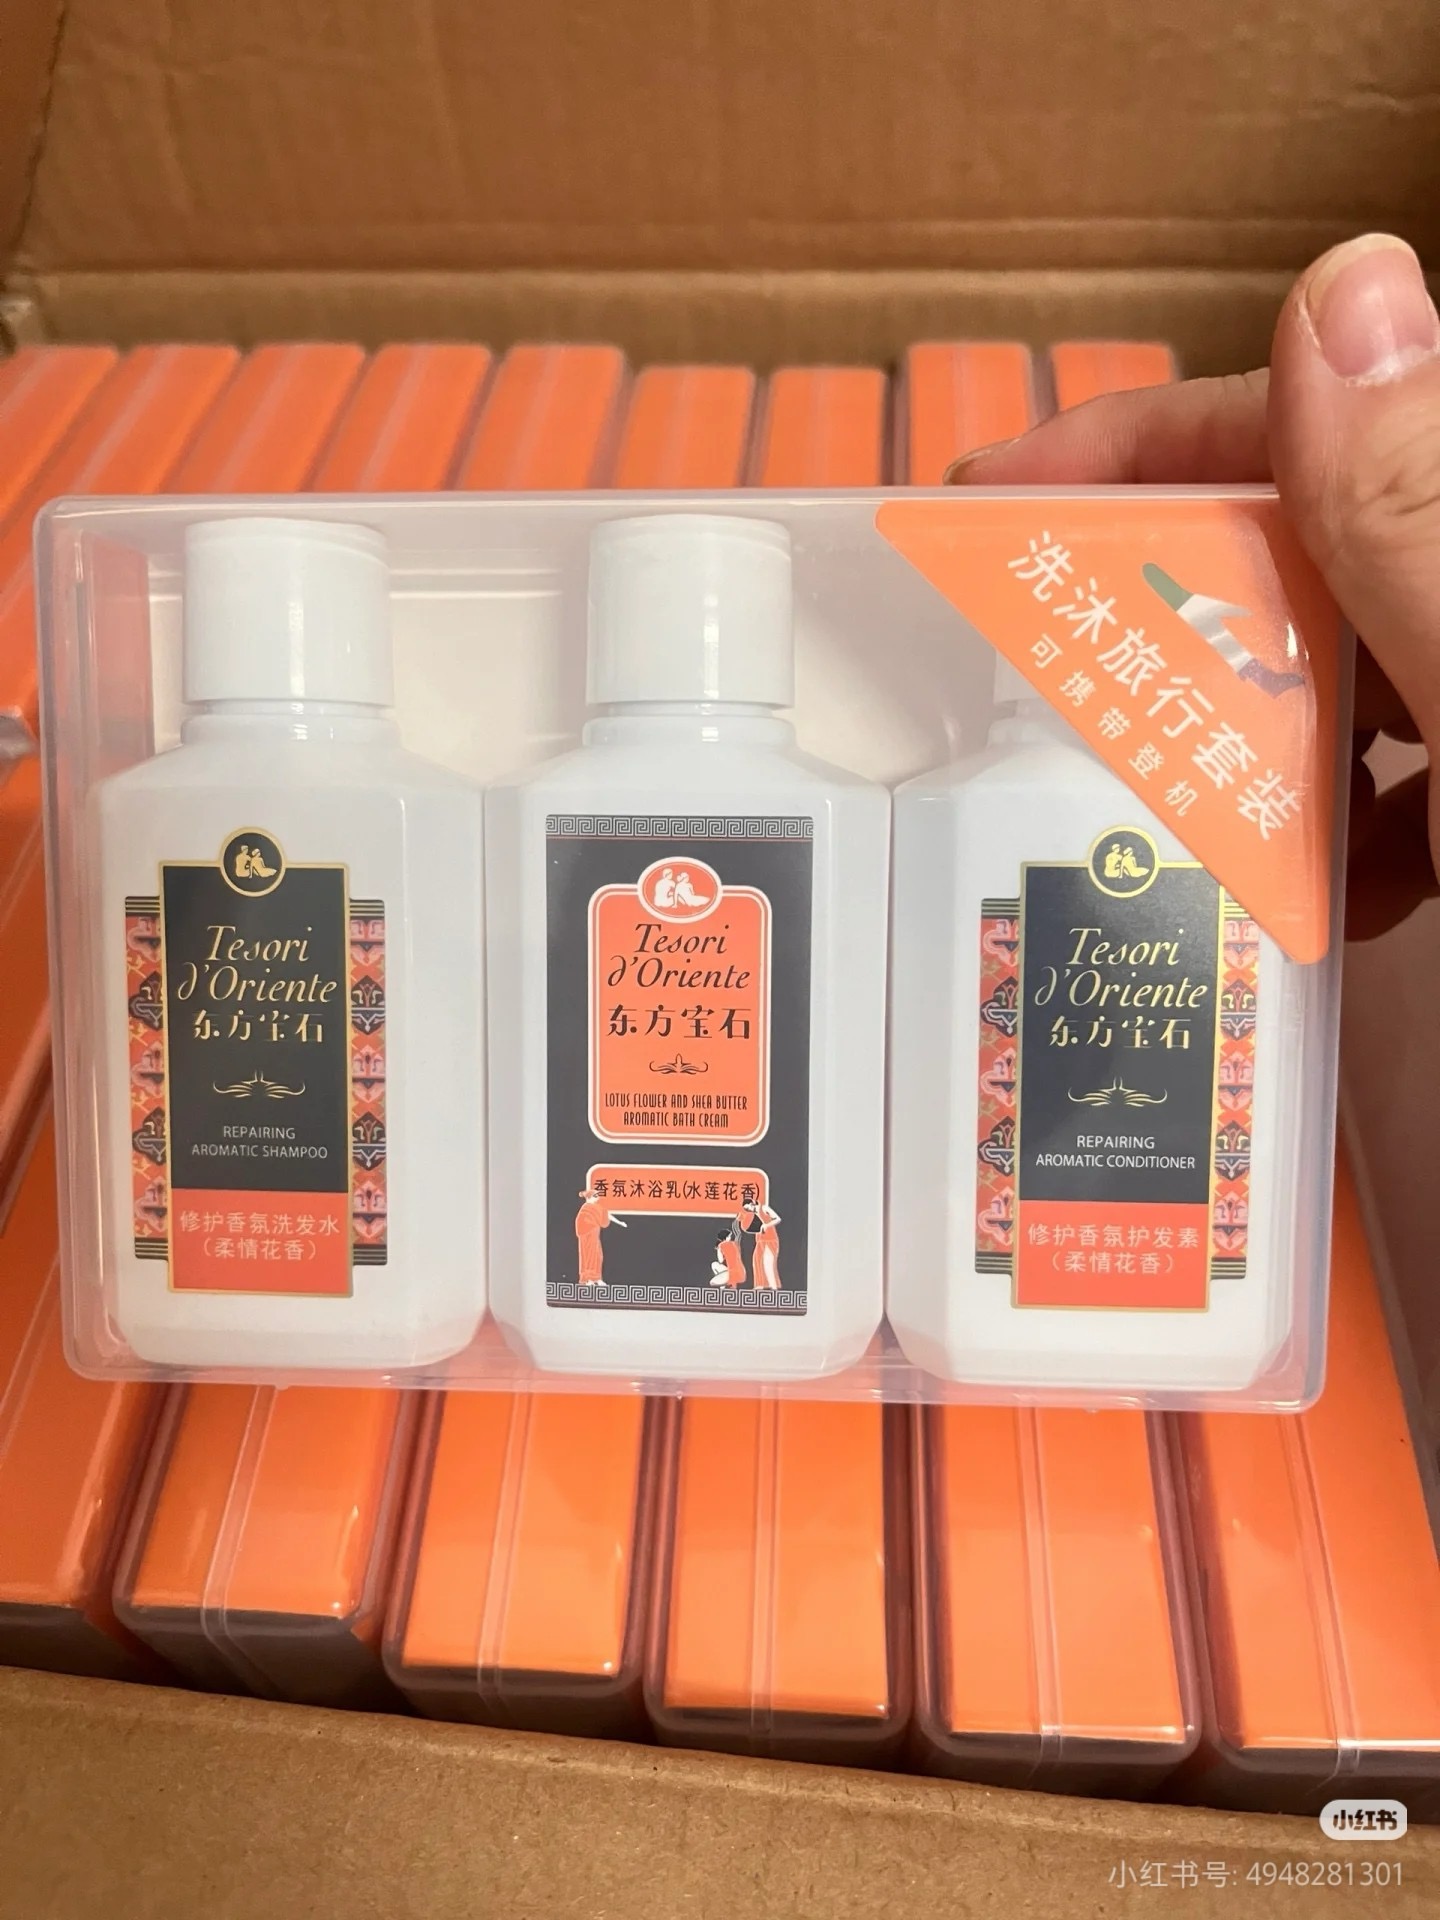 洗沐旅行套装
可携带登机
Tesori
d'Oriente
东方宝石
REPAIRING
AROMATIC SHAMPOO
修护香氛洗发水
（柔情花香）
Tesori
d'Oriente
东方宝石
LOTUS FLOWER AND SHEA BUTTER
AROMATIC BATH CREAM
香氛沐浴乳(水莲花香)
Tesori
d'Oriente
东方宝石
REPAIRING
AROMATIC CONDITIONER
修护香氛护发素
（柔情花香）
小红书
小红书号: 4948281301